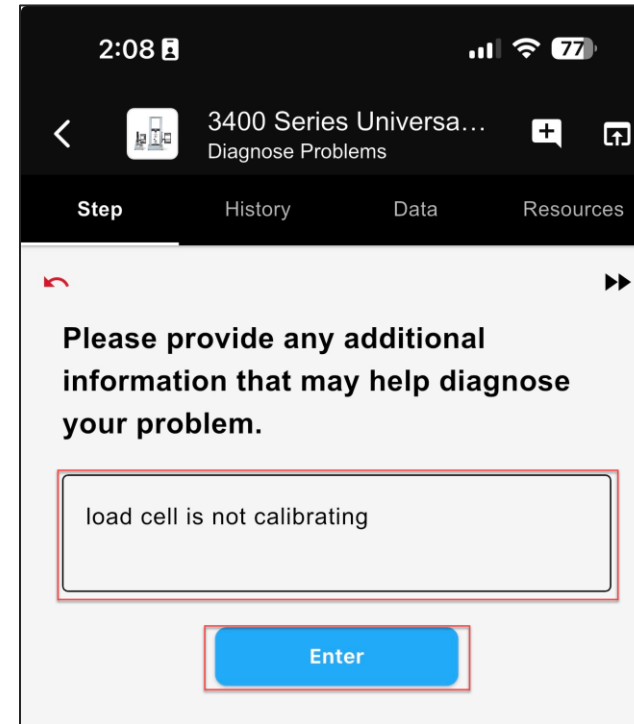 2:08
77
3400 Series Universa...
Diagnose Problems
Step History Data Resources
Please provide any additional
information that may help diagnose
your problem.
load cell is not calibrating
Enter